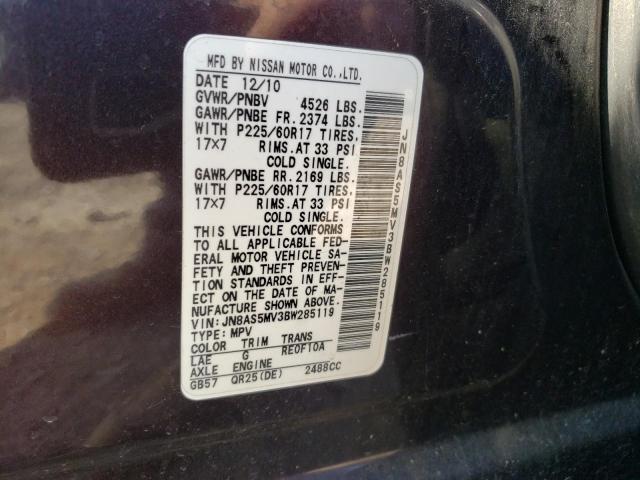 MFD BY NISSAN MOTOR CO.,LTD.
DATE 12/10
GVWR/PNBV 4526 LBS.
GAWR/PNBE FR. 2374 LBS.
WITH P225/60R17 TIRES,
17X7 RIMS.AT 33 PSI
COLD SINGLE.
GAWR/PNBE RR. 2169 LBS.
WITH P225/60R17 TIRES,
17X7 RIMS.AT 33 PSI
COLD SINGLE.
THIS VEHICLE CONFORMS
TO ALL APPLICABLE FED-
ERAL MOTOR VEHICLE SA-
FETY AND THEFT PREVEN-
TION STANDARDS IN EFF-
ECT ON THE DATE OF MA-
NUFACTURE SHOWN ABOVE.
VIN: JN8AS5MV3BW285119
TYPE: MPV
COLOR TRIM TRANS
LAE G RE0F10A
AXLE ENGINE
GB57 QR25(DE) 2488CC
JN8AS5MV3BW285119